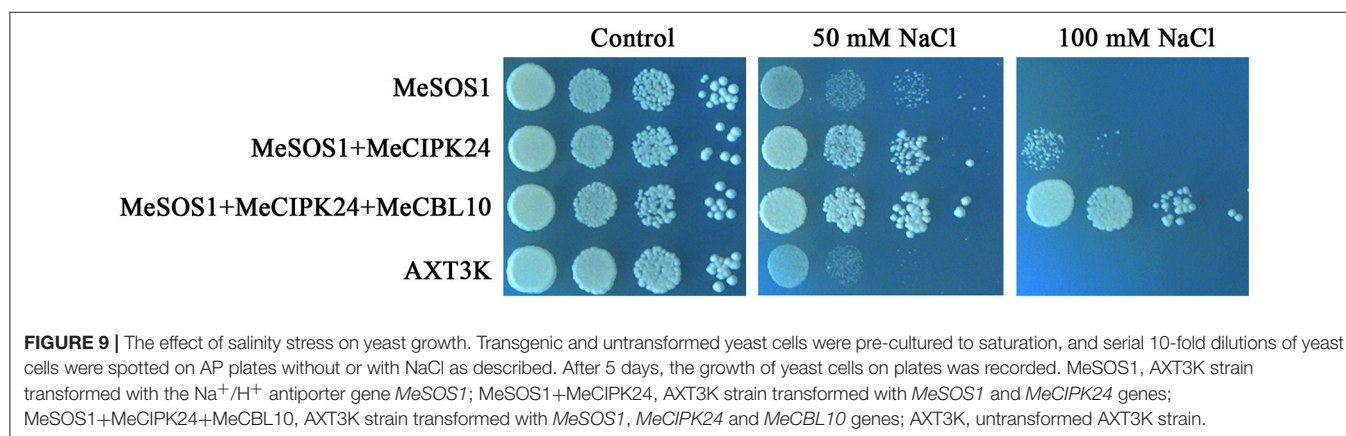 Control
50 mM NaCl
100 mM NaCl
MeSOS1
MeSOS1+MeCIPK24
MeSOS1+MeCIPK24+MeCBL10
AXT3K
FIGURE 9 | The effect of salinity stress on yeast growth. Transgenic and untransformed yeast cells were pre-cultured to saturation, and serial 10-fold dilutions of yeast
cells were spotted on AP plates without or with NaCl as described. After 5 days, the growth of yeast cells on plates was recorded. MeSOS1, AXT3K strain
transformed with the Na⁺/H⁺ antiporter gene MeSOS1; MeSOS1+MeCIPK24, AXT3K strain transformed with MeSOS1 and MeCIPK24 genes;
MeSOS1+MeCIPK24+MeCBL10, AXT3K strain transformed with MeSOS1, MeCIPK24 and MeCBL10 genes; AXT3K, untransformed AXT3K strain.